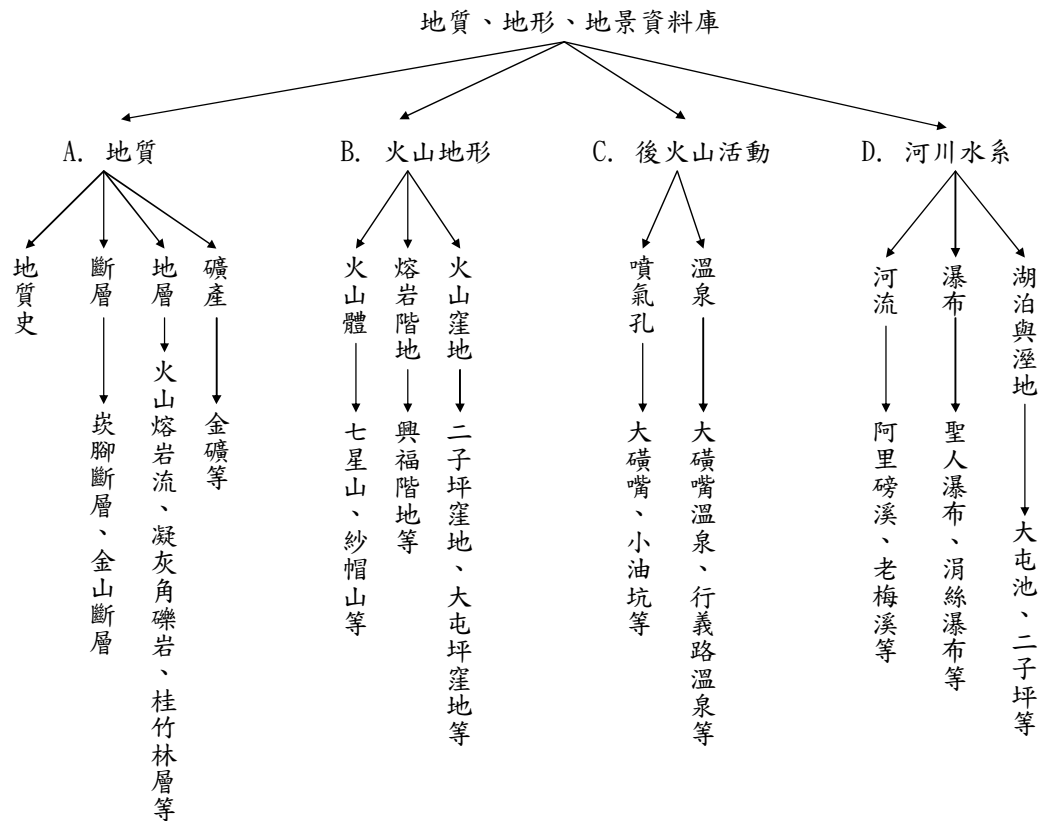 地質、地形、地景資料庫
A. 地質
B. 火山地形
C. 後火山活動
D. 河川水系
地質史
斷層
地層
礦產
火山體
熔岩階地
火山窪地
噴氣孔
溫泉
河流
瀑布
湖泊與溼地
崁腳斷層、金山斷層
火山熔岩流、凝灰角礫岩、桂竹林層等
金礦等
七星山、紗帽山等
興福階地等
二子坪窪地、大屯坪窪地等
大磺嘴、小油坑等
大磺嘴溫泉、行義路溫泉等
阿里磅溪、老梅溪等
聖人瀑布、涓絲瀑布等
大屯池、二子坪等